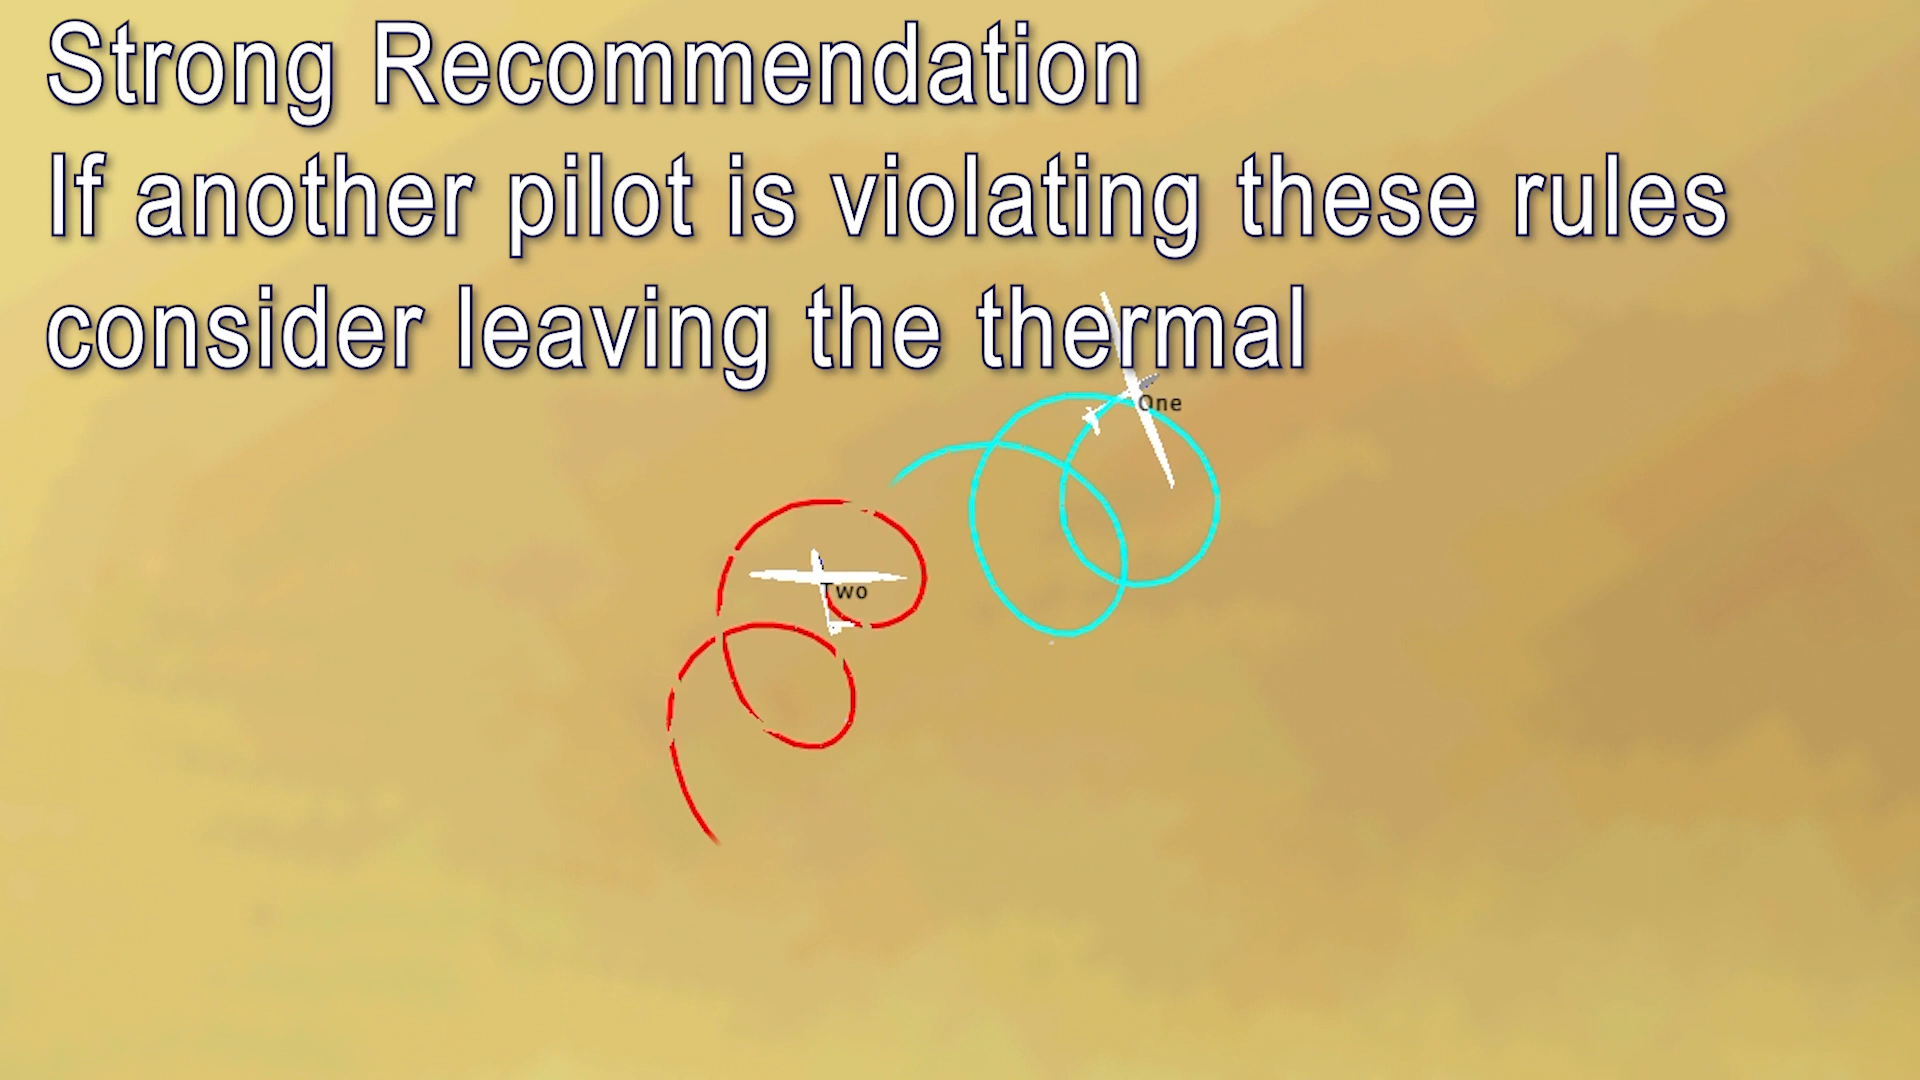 Strong Recommendation
If another pilot is violating these rules
consider leaving the thermal
One
Two